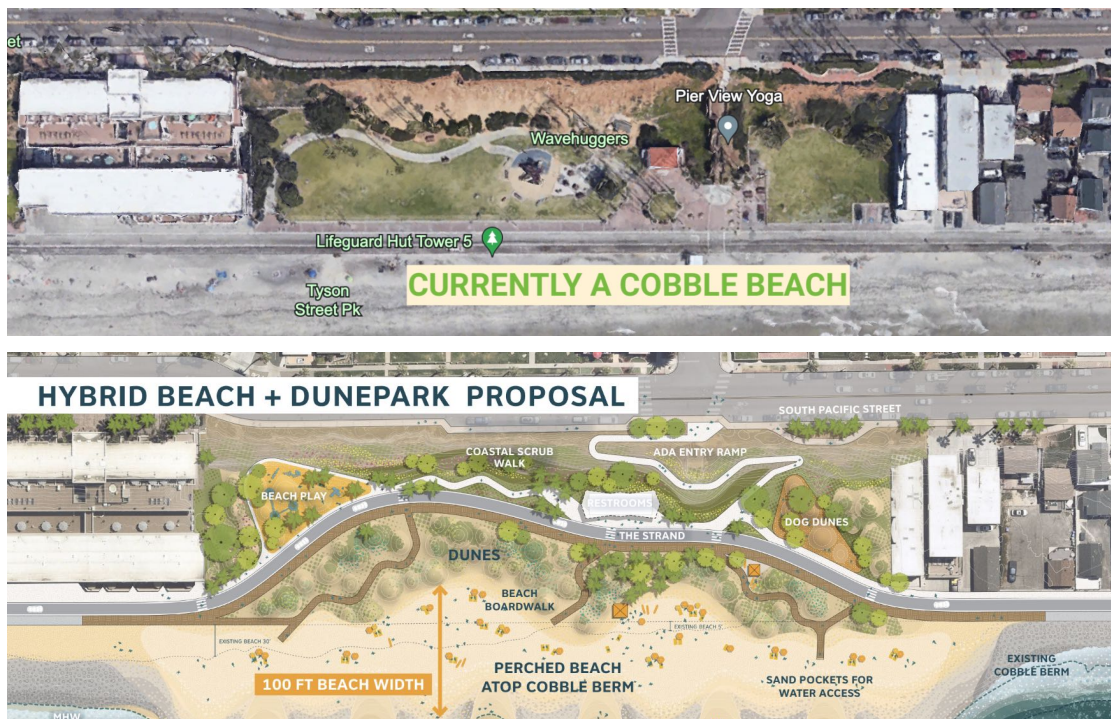 et
Pier View Yoga
Wavehuggers
Lifeguard Hut Tower 5
CURRENTLY A COBBLE BEACH
Tyson
Street Pk
HYBRID BEACH + DUNEPARK PROPOSAL
SOUTH PACIFIC STREET
COASTAL SCRUB
WALK
ADA ENTRY RAMP
BEACH PLAY
RESTROOMS
DOG DUNES
THE STRAND
DUNES
BEACH
BOARDWALK
EXISTING BEACH 30'
EXISTING BEACH 5'
PERCHED BEACH
ATOP COBBLE BERM
100 FT BEACH WIDTH
SAND POCKETS FOR
WATER ACCESS
EXISTING
COBBLE BERM
MHW